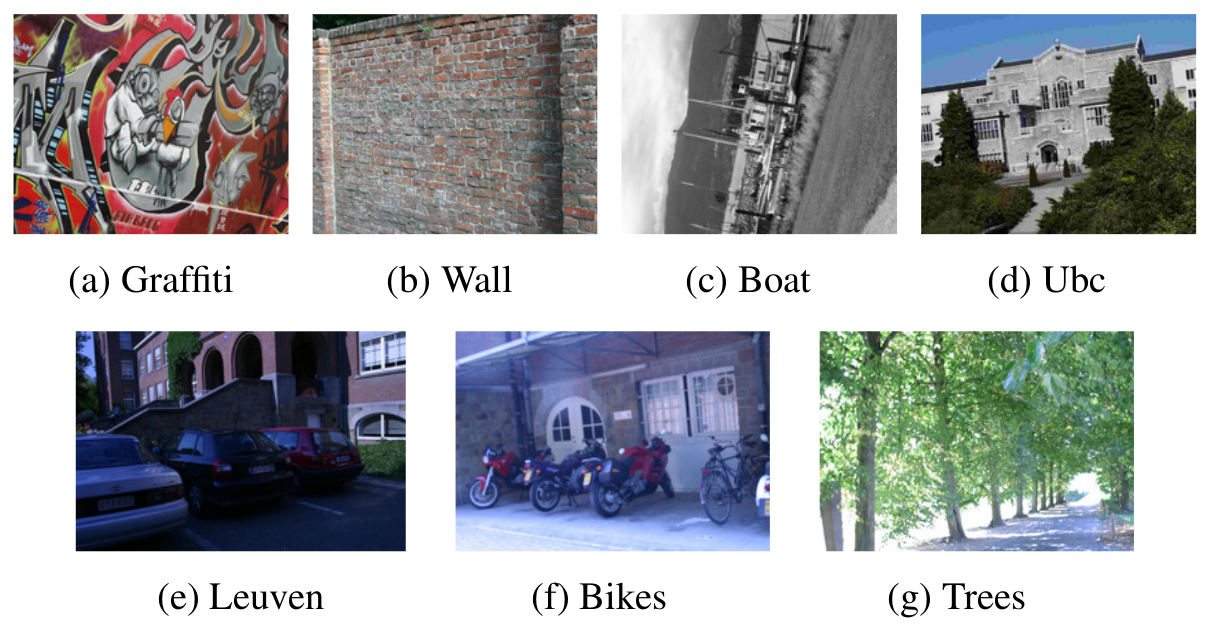 (a) Graffiti
(b) Wall
(c) Boat
(d) Ubc
(e) Leuven
(f) Bikes
(g) Trees